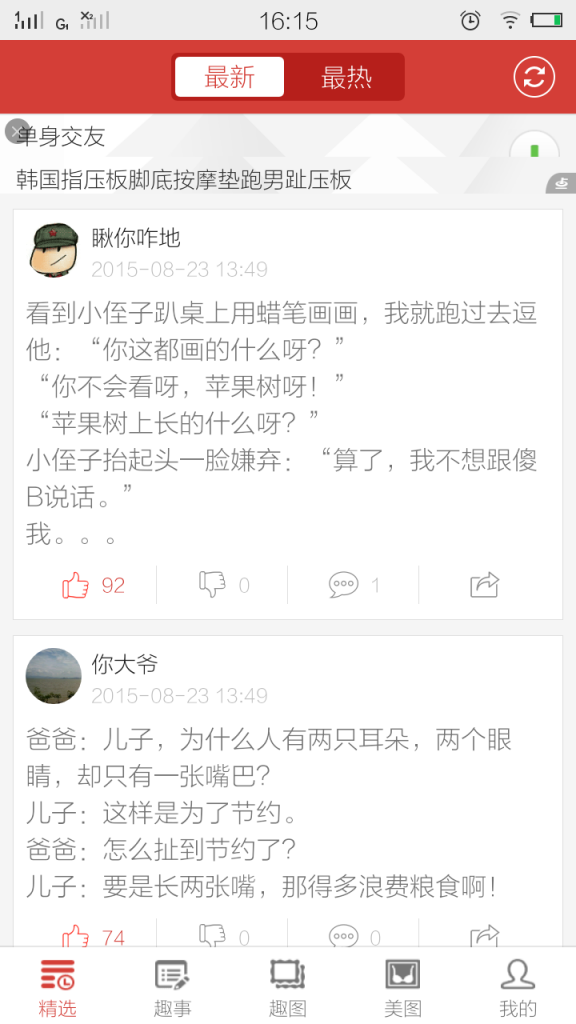 1 G X² 16:15
最新 最热
单身交友
韩国指压板脚底按摩垫跑男趾压板
瞅你咋地
2015-08-23 13:49
看到小侄子趴桌上用蜡笔画画，我就跑过去逗
他：“你这都画的什么呀？”
“你不会看呀，苹果树呀！”
“苹果树上长的什么呀？”
小侄子抬起头一脸嫌弃：“算了，我不想跟傻
B说话。”
我。。。
92 0 1
你大爷
2015-08-23 13:49
爸爸：儿子，为什么人有两只耳朵，两个眼
睛，却只有一张嘴巴？
儿子：这样是为了节约。
爸爸：怎么扯到节约了？
儿子：要是长两张嘴，那得多浪费粮食啊！
74 0 0
精选 趣事 趣图 美图 我的